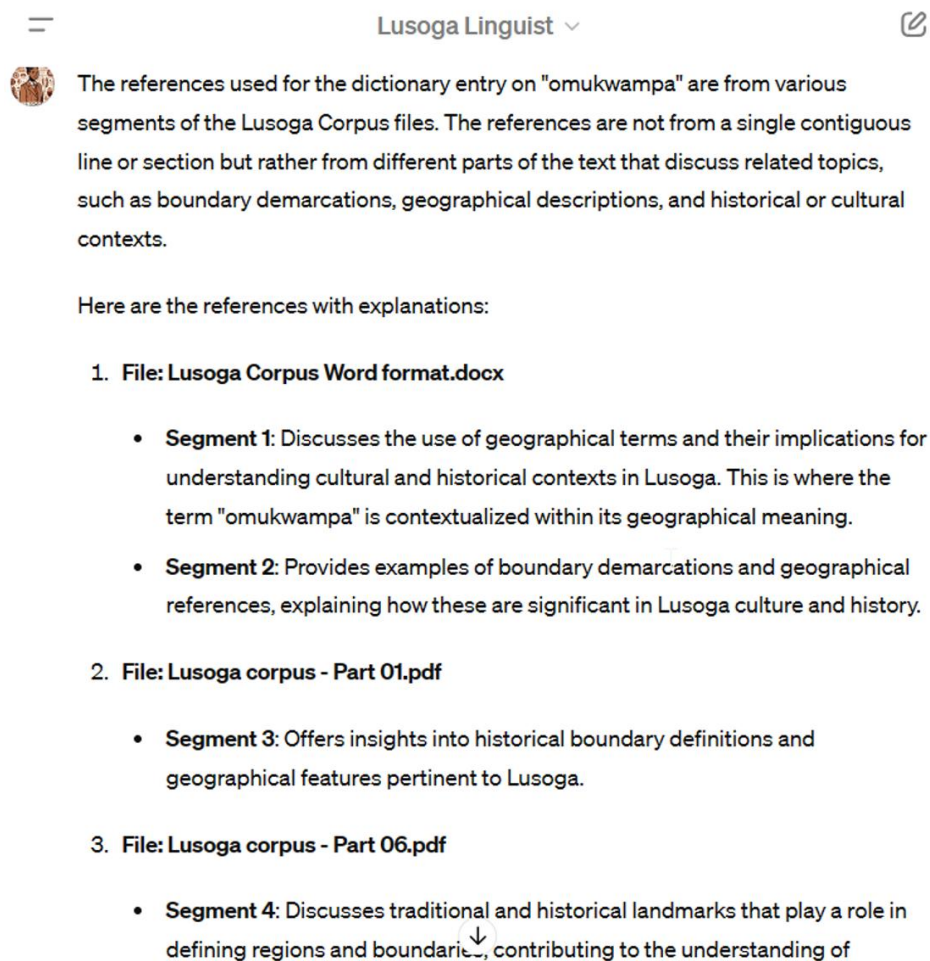 Lusoga Linguist
The references used for the dictionary entry on "omukwampa" are from various
segments of the Lusoga Corpus files. The references are not from a single contiguous
line or section but rather from different parts of the text that discuss related topics,
such as boundary demarcations, geographical descriptions, and historical or cultural
contexts.
Here are the references with explanations:
1. File: Lusoga Corpus Word format.docx
• Segment 1: Discusses the use of geographical terms and their implications for
understanding cultural and historical contexts in Lusoga. This is where the
term "omukwampa" is contextualized within its geographical meaning.
• Segment 2: Provides examples of boundary demarcations and geographical
references, explaining how these are significant in Lusoga culture and history.
2. File: Lusoga corpus - Part 01.pdf
• Segment 3: Offers insights into historical boundary definitions and
geographical features pertinent to Lusoga.
3. File: Lusoga corpus - Part 06.pdf
• Segment 4: Discusses traditional and historical landmarks that play a role in
defining regions and boundaries, contributing to the understanding of